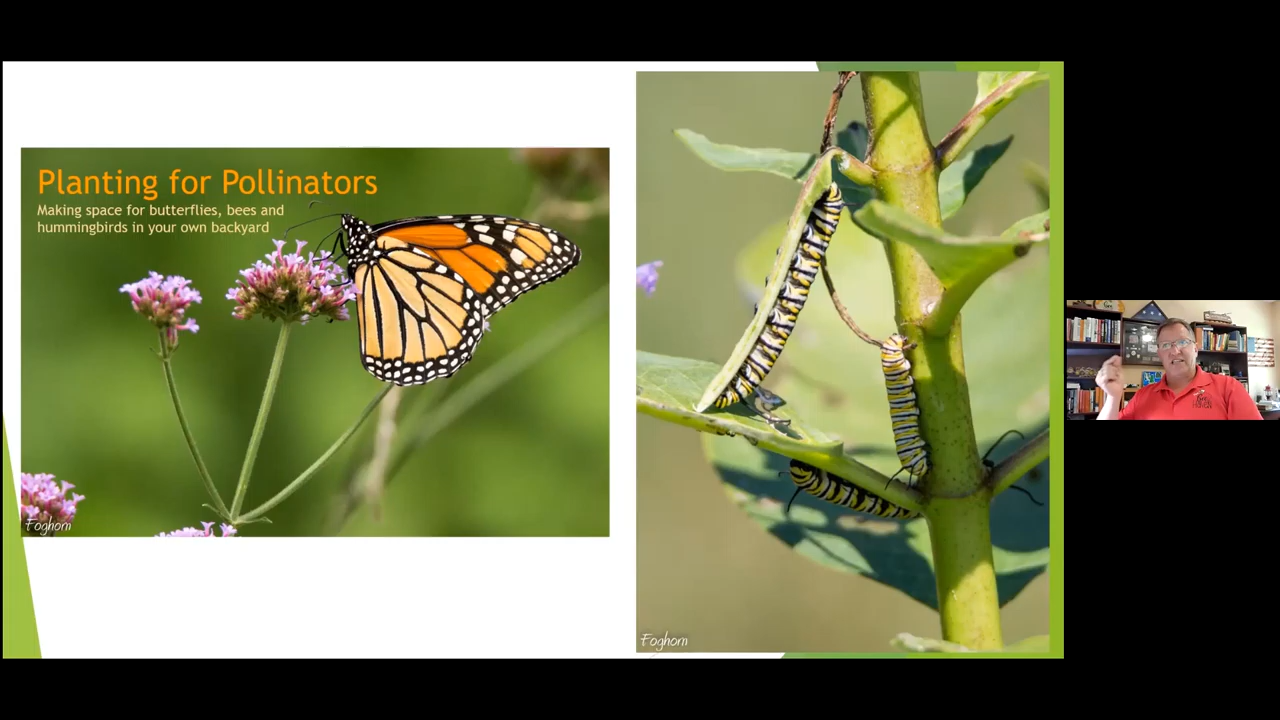 Planting for Pollinators
Making space for butterflies, bees and
hummingbirds in your own backyard
Foghorn
Foghorn